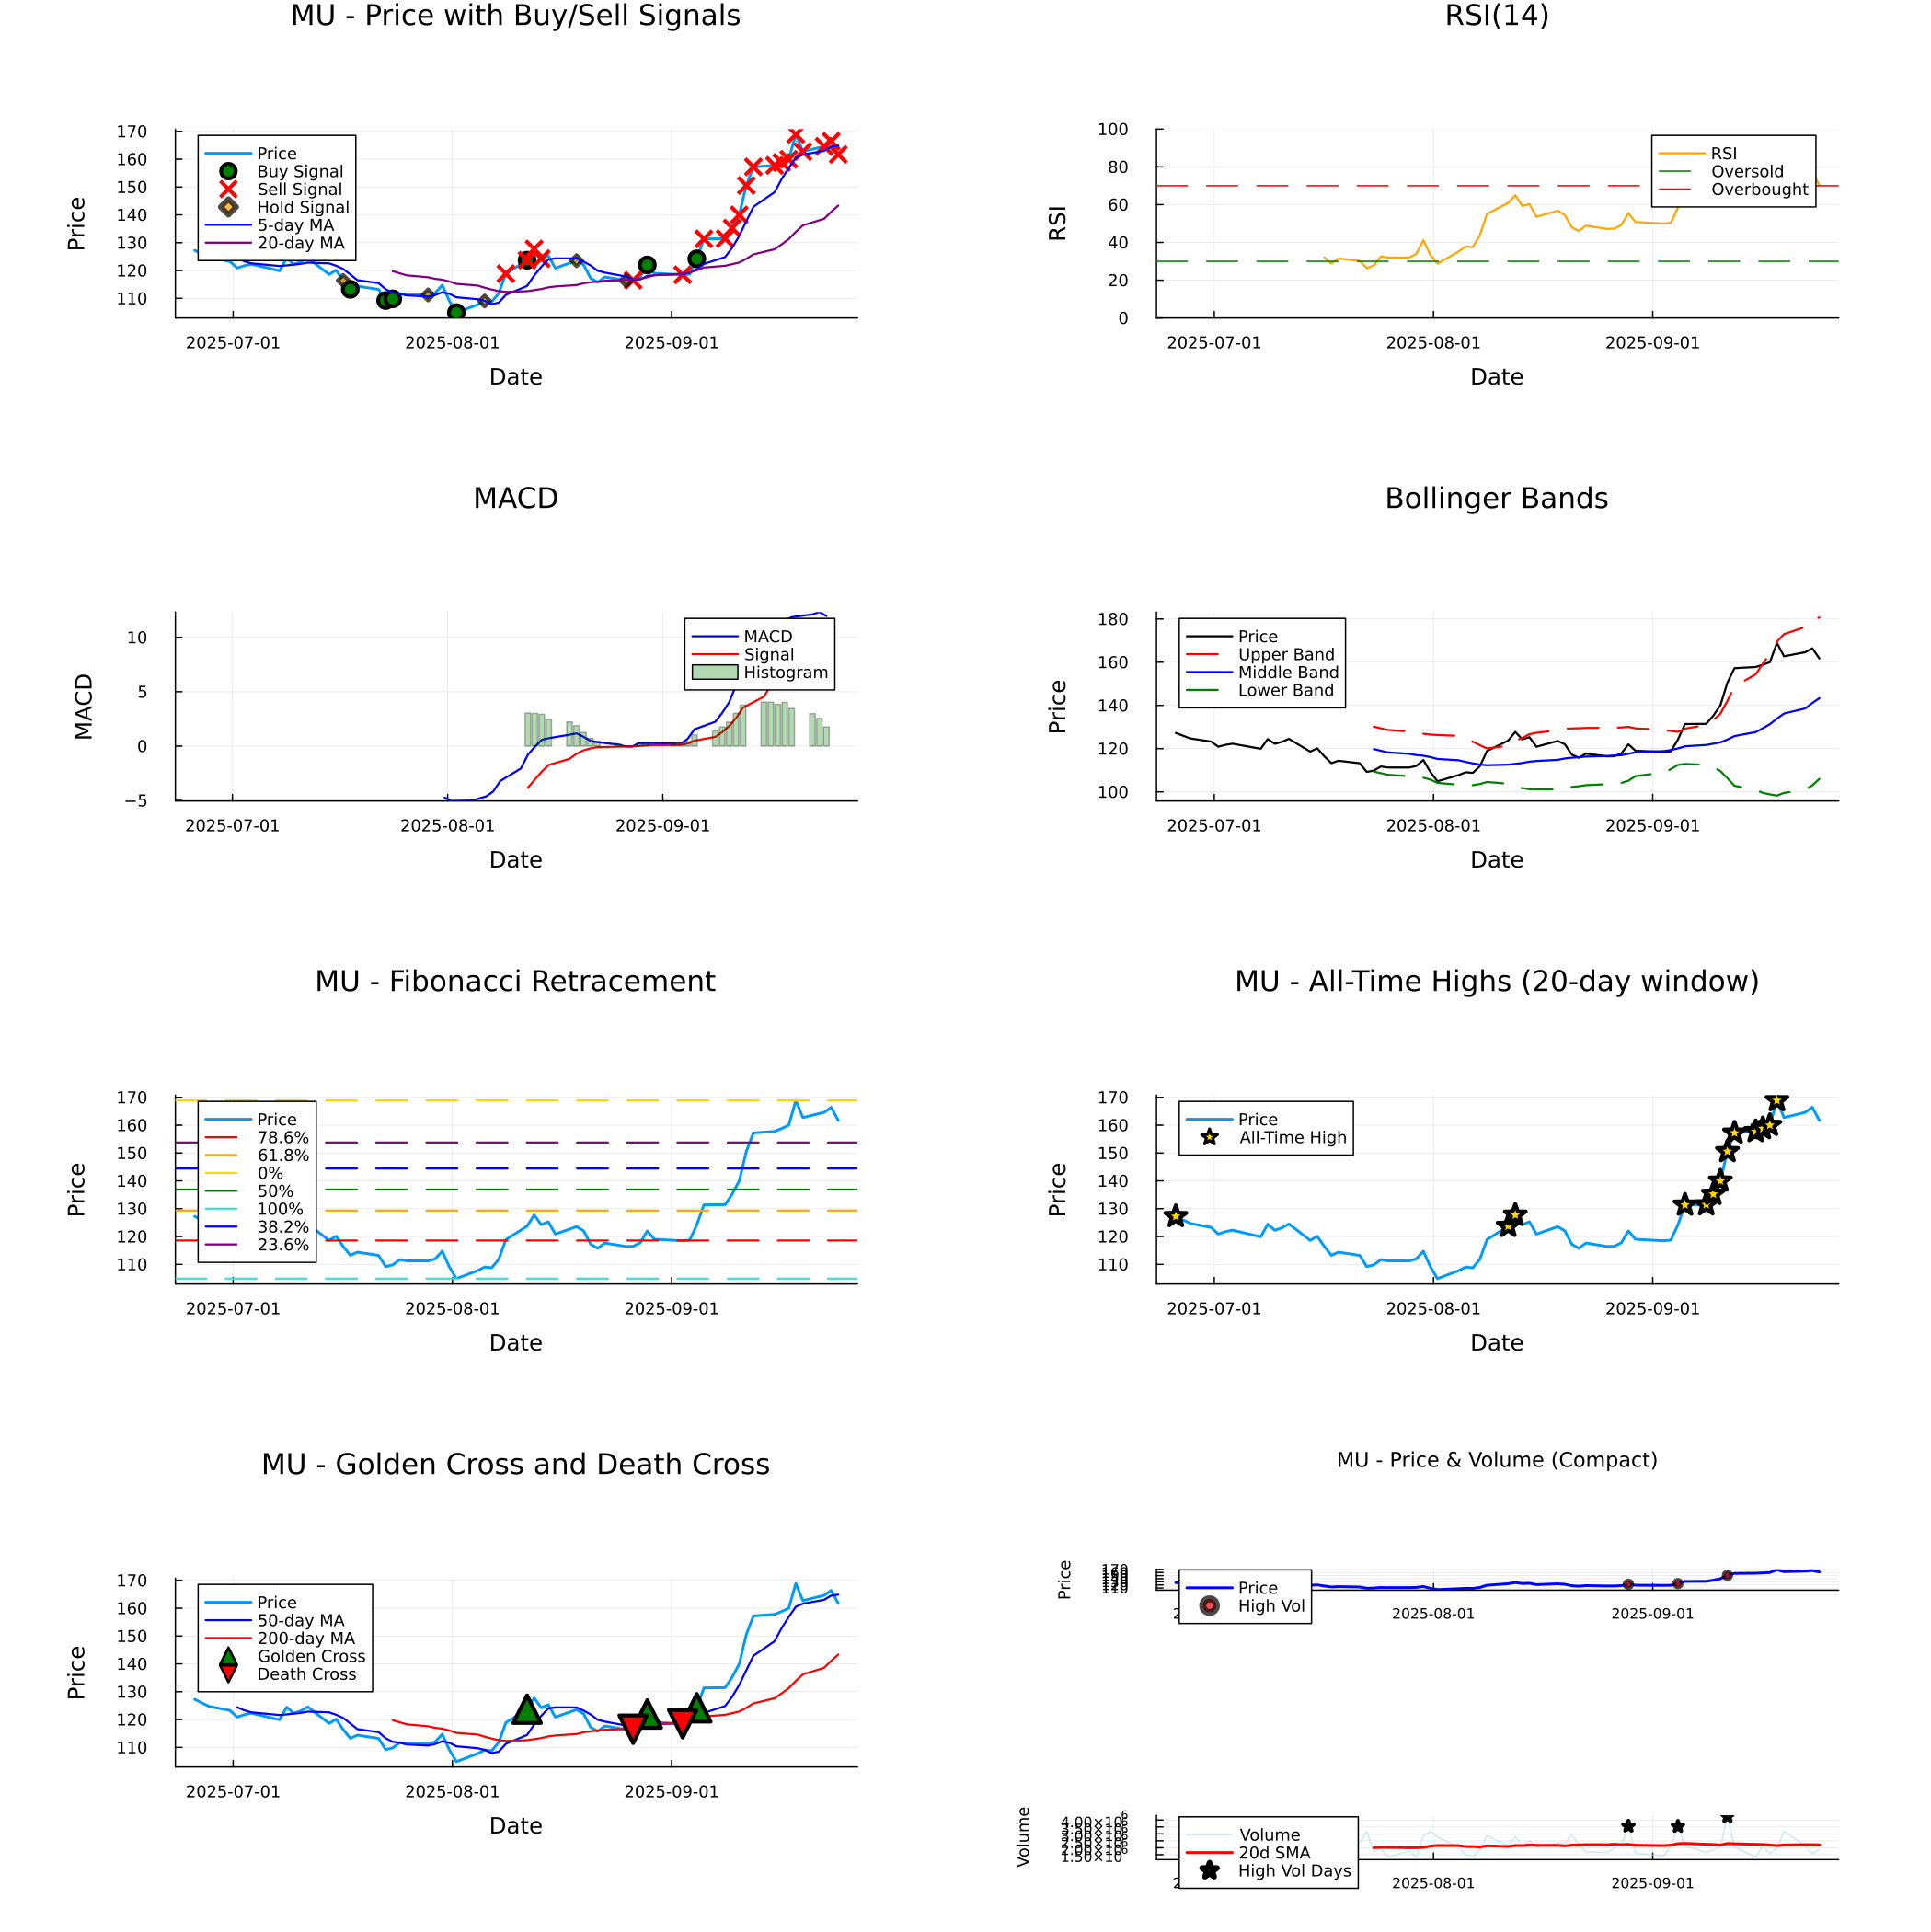 MU - Price with Buy/Sell Signals
Price
170
160
150
140
130
120
110
Price
Buy Signal
Sell Signal
Hold Signal
5-day MA
20-day MA
2025-07-01
2025-08-01
2025-09-01
Date
RSI(14)
RSI
100
80
60
40
20
0
RSI
Oversold
Overbought
2025-07-01
2025-08-01
2025-09-01
Date
MACD
MACD
10
5
0
−5
MACD
Signal
Histogram
2025-07-01
2025-08-01
2025-09-01
Date
Bollinger Bands
Price
180
160
140
120
100
Price
Upper Band
Middle Band
Lower Band
2025-07-01
2025-08-01
2025-09-01
Date
MU - Fibonacci Retracement
Price
170
160
150
140
130
120
110
Price
78.6%
61.8%
0%
50%
100%
38.2%
23.6%
2025-07-01
2025-08-01
2025-09-01
Date
MU - All-Time Highs (20-day window)
Price
170
160
150
140
130
120
110
Price
All-Time High
2025-07-01
2025-08-01
2025-09-01
Date
MU - Golden Cross and Death Cross
Price
170
160
150
140
130
120
110
Price
50-day MA
200-day MA
Golden Cross
Death Cross
2025-07-01
2025-08-01
2025-09-01
Date
MU - Price & Volume (Compact)
Price
Price
High Vol
2025-08-01
2025-09-01
Volume
Volume
20d SMA
High Vol Days
2025-08-01
2025-09-01